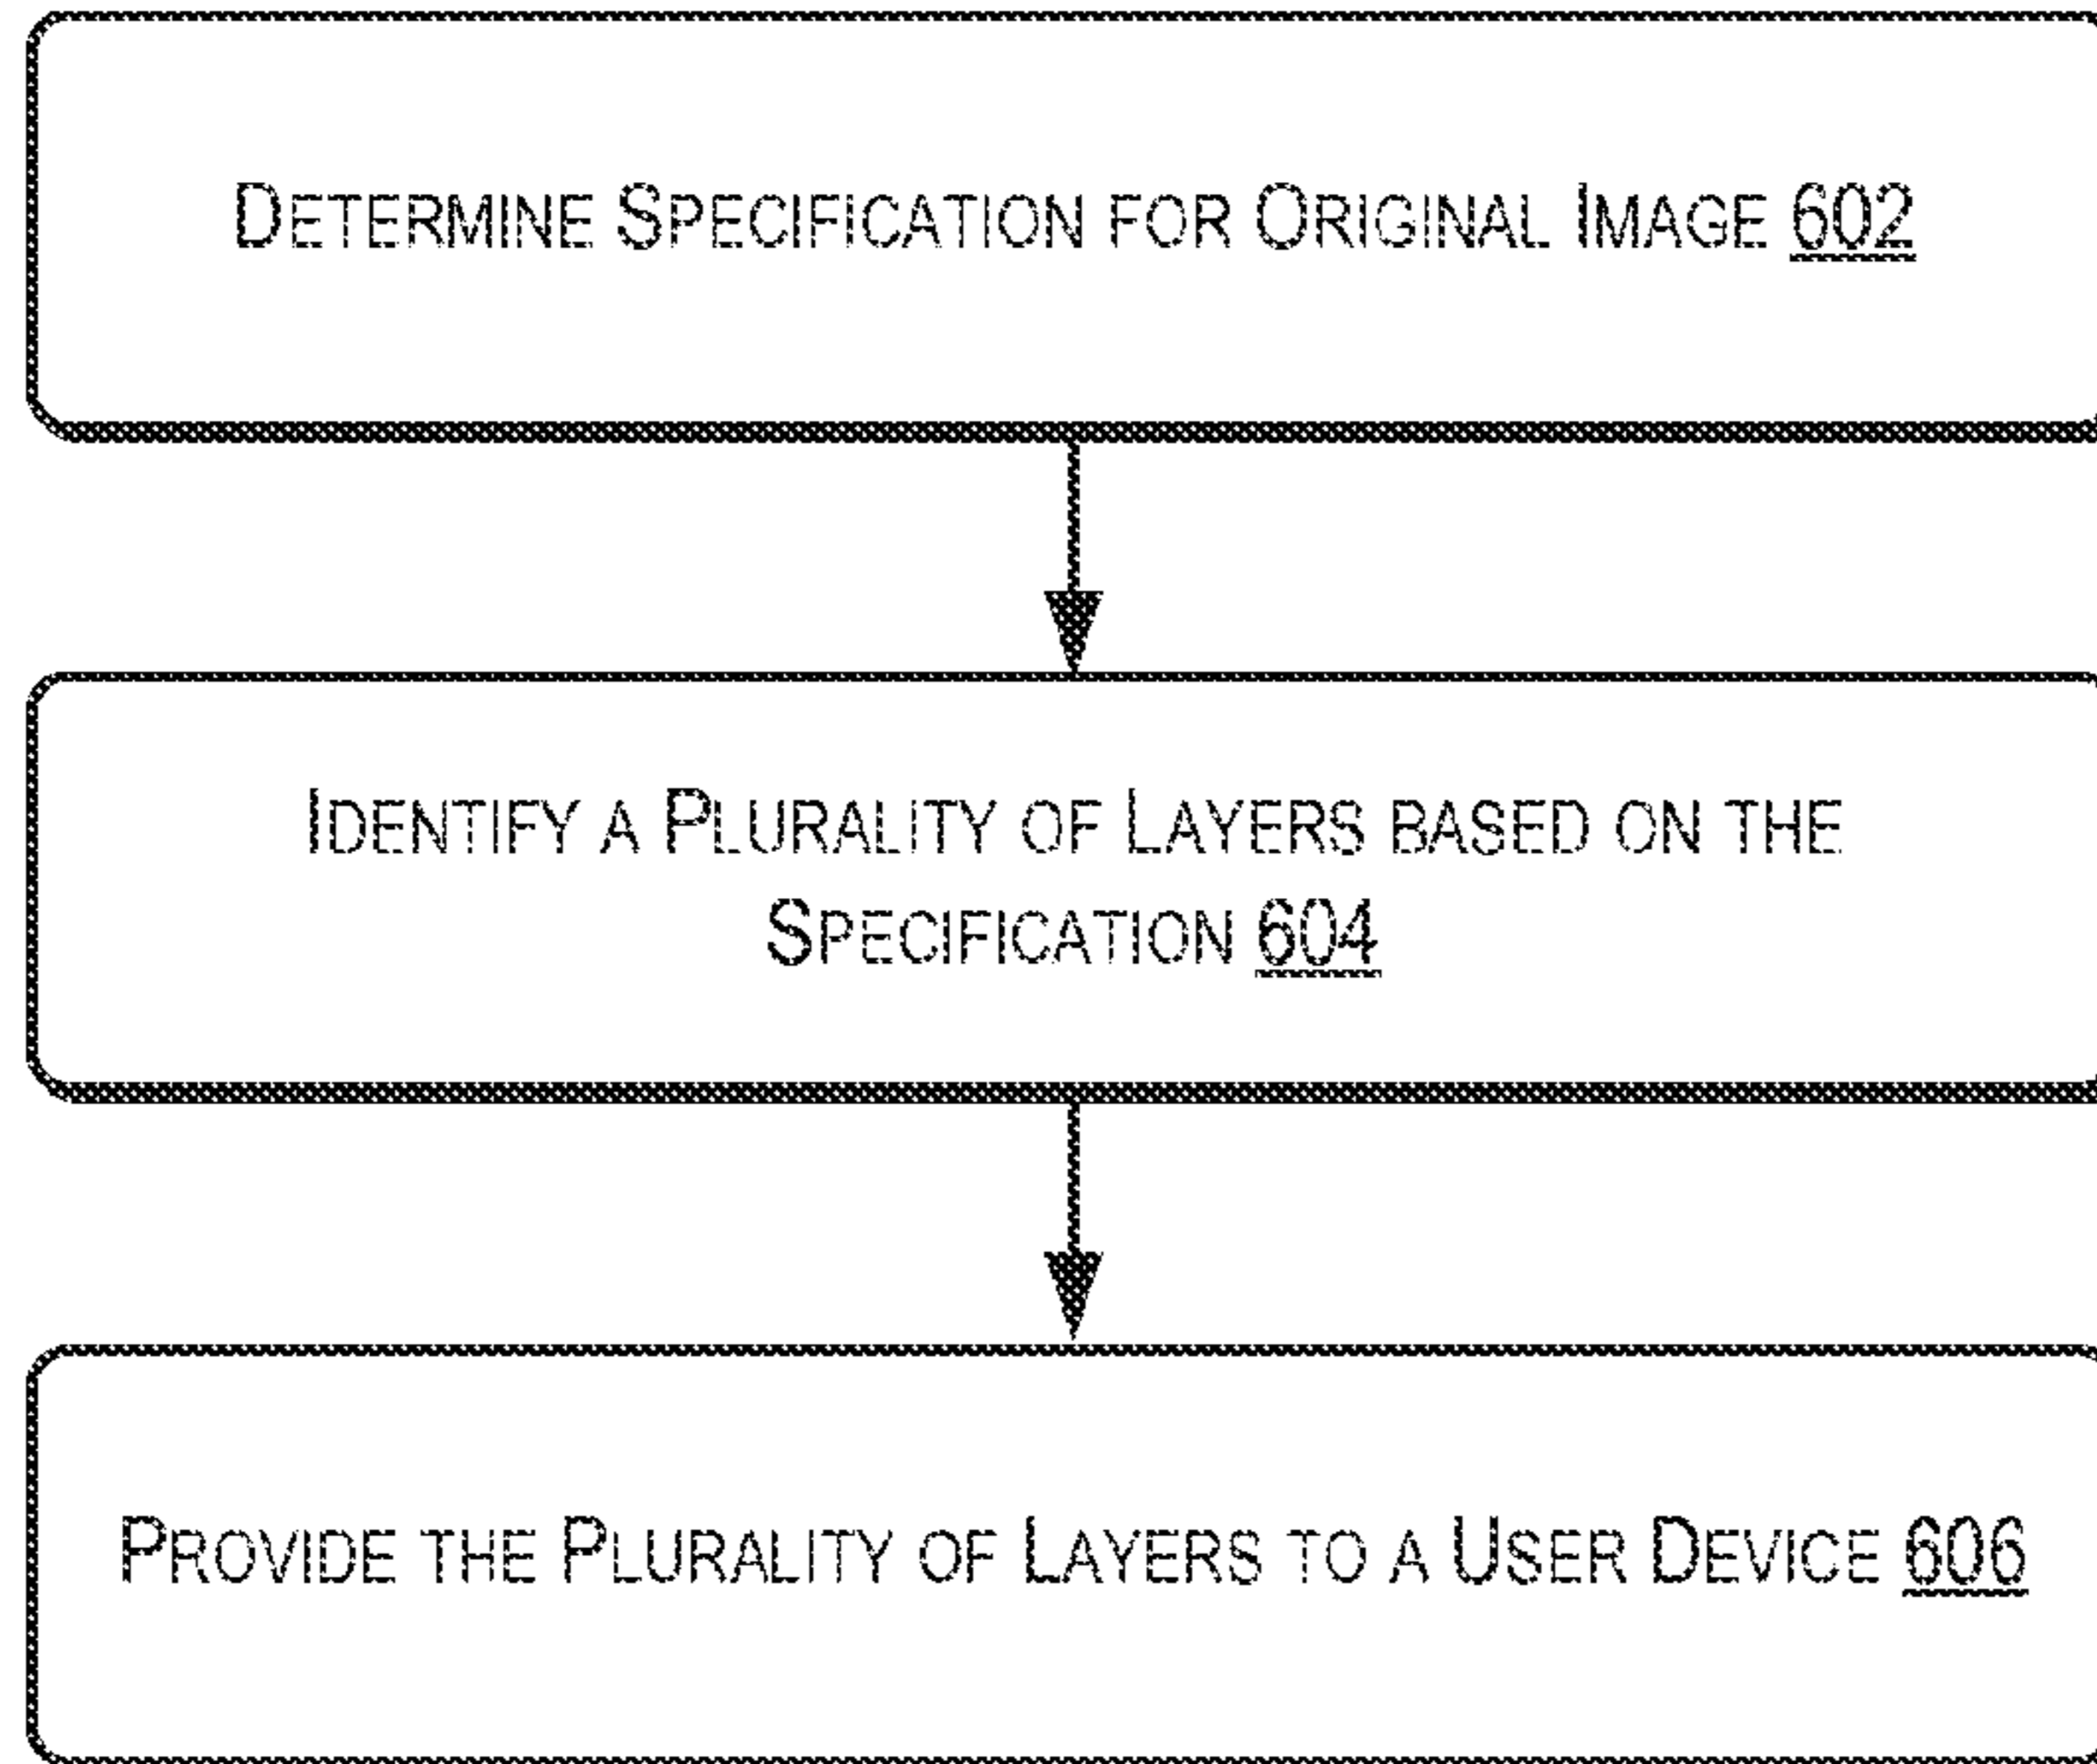 DETERMINE SPECIFICATION FOR ORIGINAL IMAGE 602
IDENTIFY A PLURALITY OF LAYERS BASED ON THE
SPECIFICATION 604
PROVIDE THE PLURALITY OF LAYERS TO A USER DEVICE 606